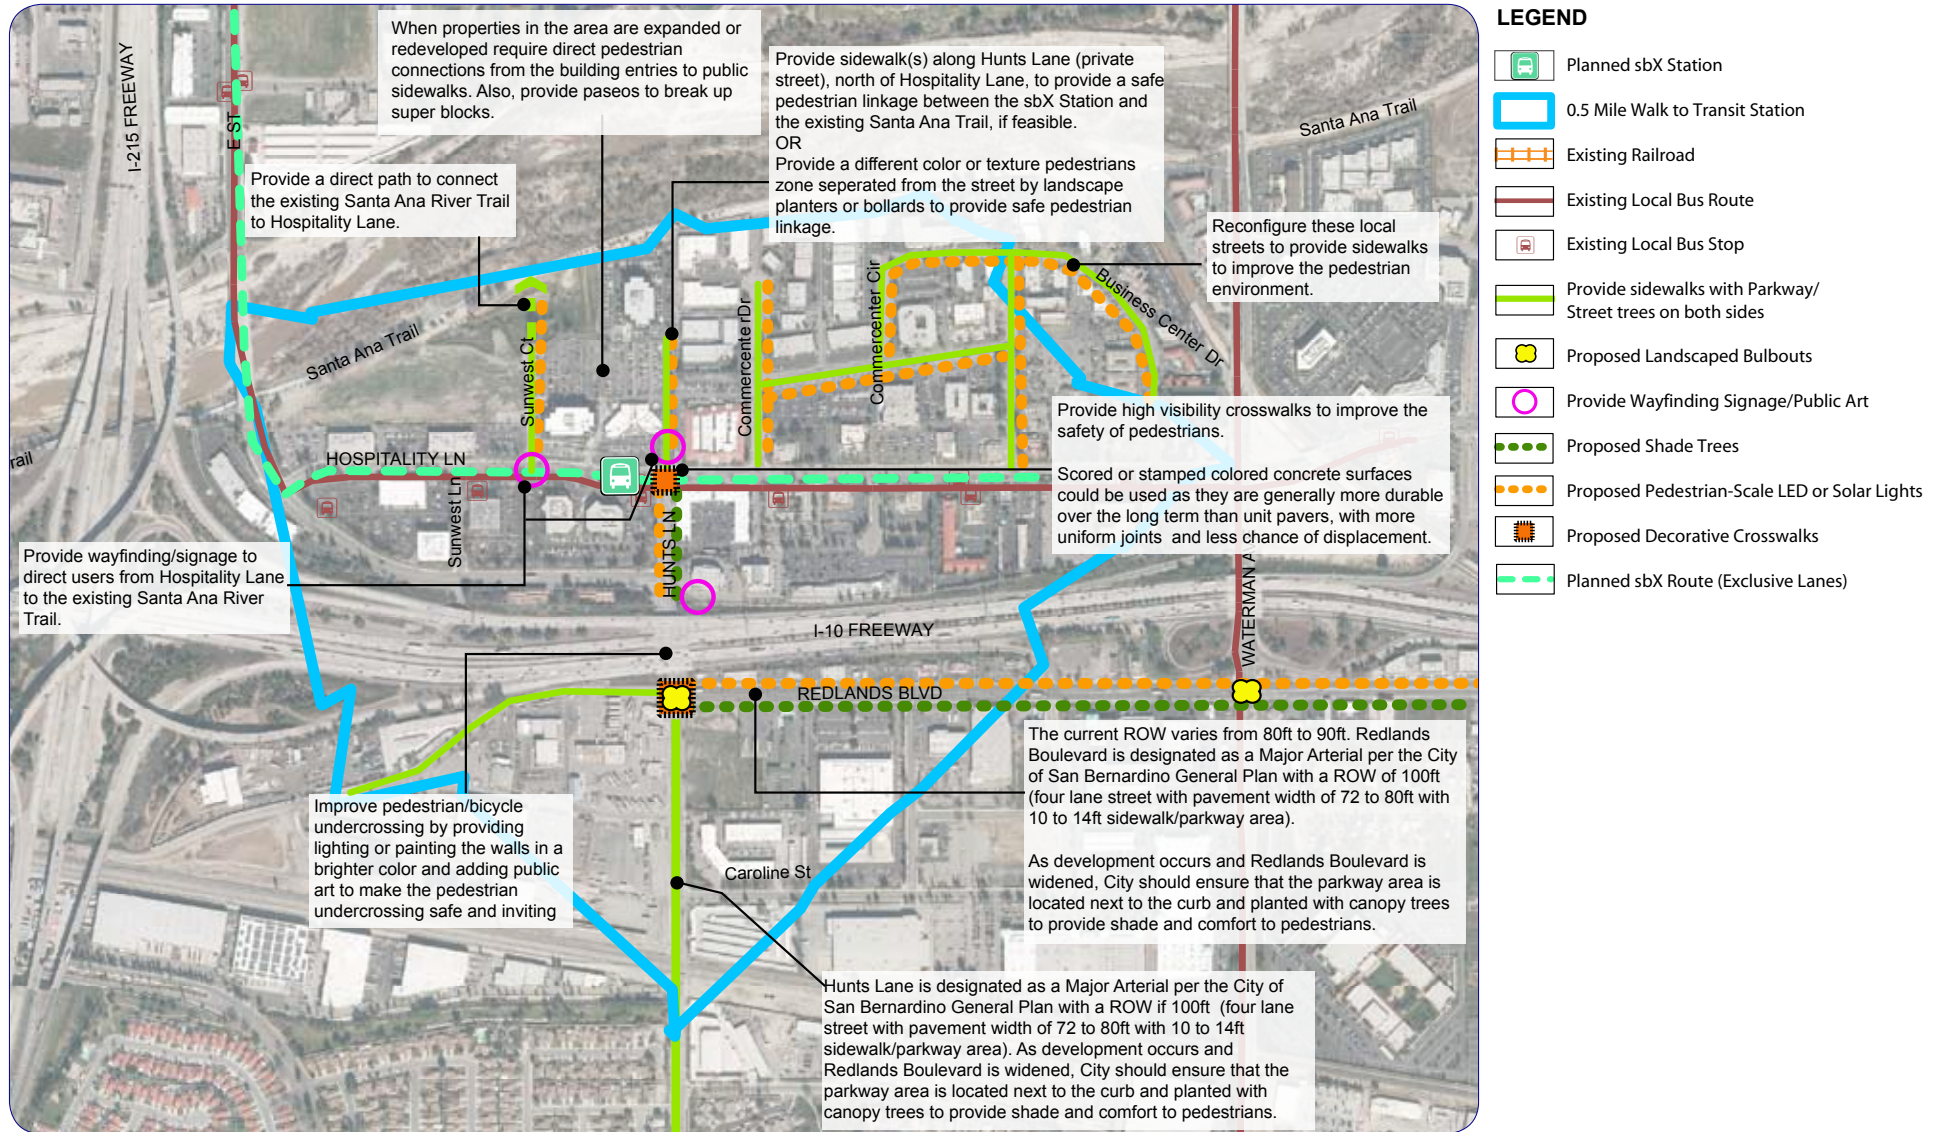 When properties in the area are expanded or
redeveloped require direct pedestrian
connections from the building entries to public
sidewalks. Also, provide paseos to break up
super blocks.
Provide sidewalk(s) along Hunts Lane (private
street), north of Hospitality Lane, to provide a safe
pedestrian linkage between the sbX Station and
the existing Santa Ana Trail, if feasible.
OR
Provide a different color or texture pedestrians
zone seperated from the street by landscape
planters or bollards to provide safe pedestrian
linkage.
I-215 FREEWAY
E ST
Santa Ana Trail
Provide a direct path to connect
the existing Santa Ana River Trail
to Hospitality Lane.
Reconfigure these local
streets to provide sidewalks
to improve the pedestrian
environment.
Santa Ana Trail
Sunwest Ct
Commercente rDr
Commercenter Cir
Business Center Dr
rail
HOSPITALITY LN
Sunwest Ln
HUNTS LN
Provide high visibility crosswalks to improve the
safety of pedestrians.
Scored or stamped colored concrete surfaces
could be used as they are generally more durable
over the long term than unit pavers, with more
uniform joints and less chance of displacement.
Provide wayfinding/signage to
direct users from Hospitality Lane
to the existing Santa Ana River
Trail.
I-10 FREEWAY
WATERMAN A
REDLANDS BLVD
The current ROW varies from 80ft to 90ft. Redlands
Boulevard is designated as a Major Arterial per the City
of San Bernardino General Plan with a ROW of 100ft
(four lane street with pavement width of 72 to 80ft with
10 to 14ft sidewalk/parkway area).
As development occurs and Redlands Boulevard is
widened, City should ensure that the parkway area is
located next to the curb and planted with canopy trees
to provide shade and comfort to pedestrians.
Improve pedestrian/bicycle
undercrossing by providing
lighting or painting the walls in a
brighter color and adding public
art to make the pedestrian
undercrossing safe and inviting
Caroline St
Hunts Lane is designated as a Major Arterial per the City of
San Bernardino General Plan with a ROW if 100ft (four lane
street with pavement width of 72 to 80ft with 10 to 14ft
sidewalk/parkway area). As development occurs and
Redlands Boulevard is widened, City should ensure that the
parkway area is located next to the curb and planted with
canopy trees to provide shade and comfort to pedestrians.
LEGEND
Planned sbX Station
0.5 Mile Walk to Transit Station
Existing Railroad
Existing Local Bus Route
Existing Local Bus Stop
Provide sidewalks with Parkway/
Street trees on both sides
Proposed Landscaped Bulbouts
Provide Wayfinding Signage/Public Art
Proposed Shade Trees
Proposed Pedestrian-Scale LED or Solar Lights
Proposed Decorative Crosswalks
Planned sbX Route (Exclusive Lanes)